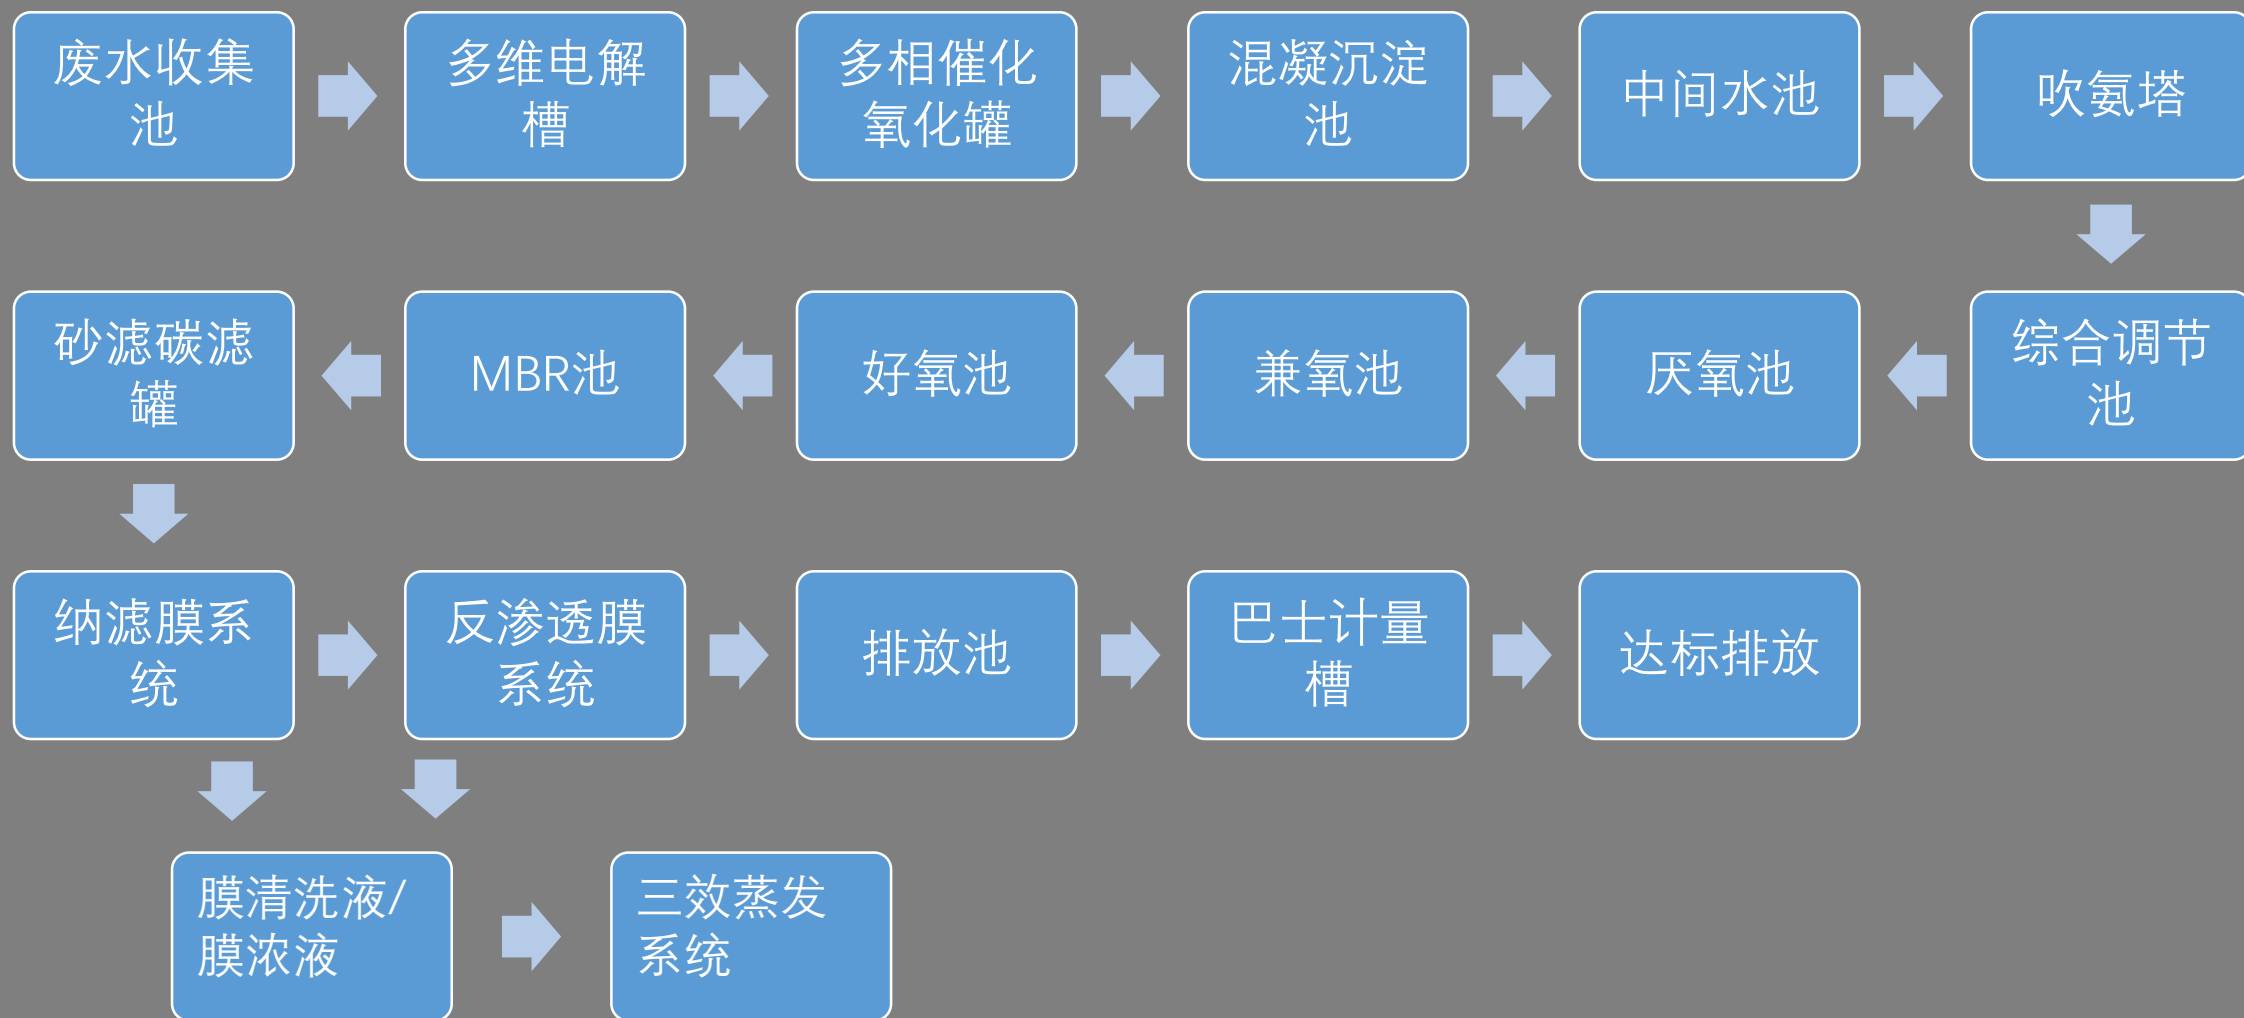 废水收集
池
多维电解
槽
多相催化
氧化罐
混凝沉淀
池
中间水池
吹氨塔
砂滤碳滤
罐
MBR池
好氧池
兼氧池
厌氧池
综合调节
池
纳滤膜系
统
反渗透膜
系统
排放池
巴士计量
槽
达标排放
膜清洗液/
膜浓液
三效蒸发
系统